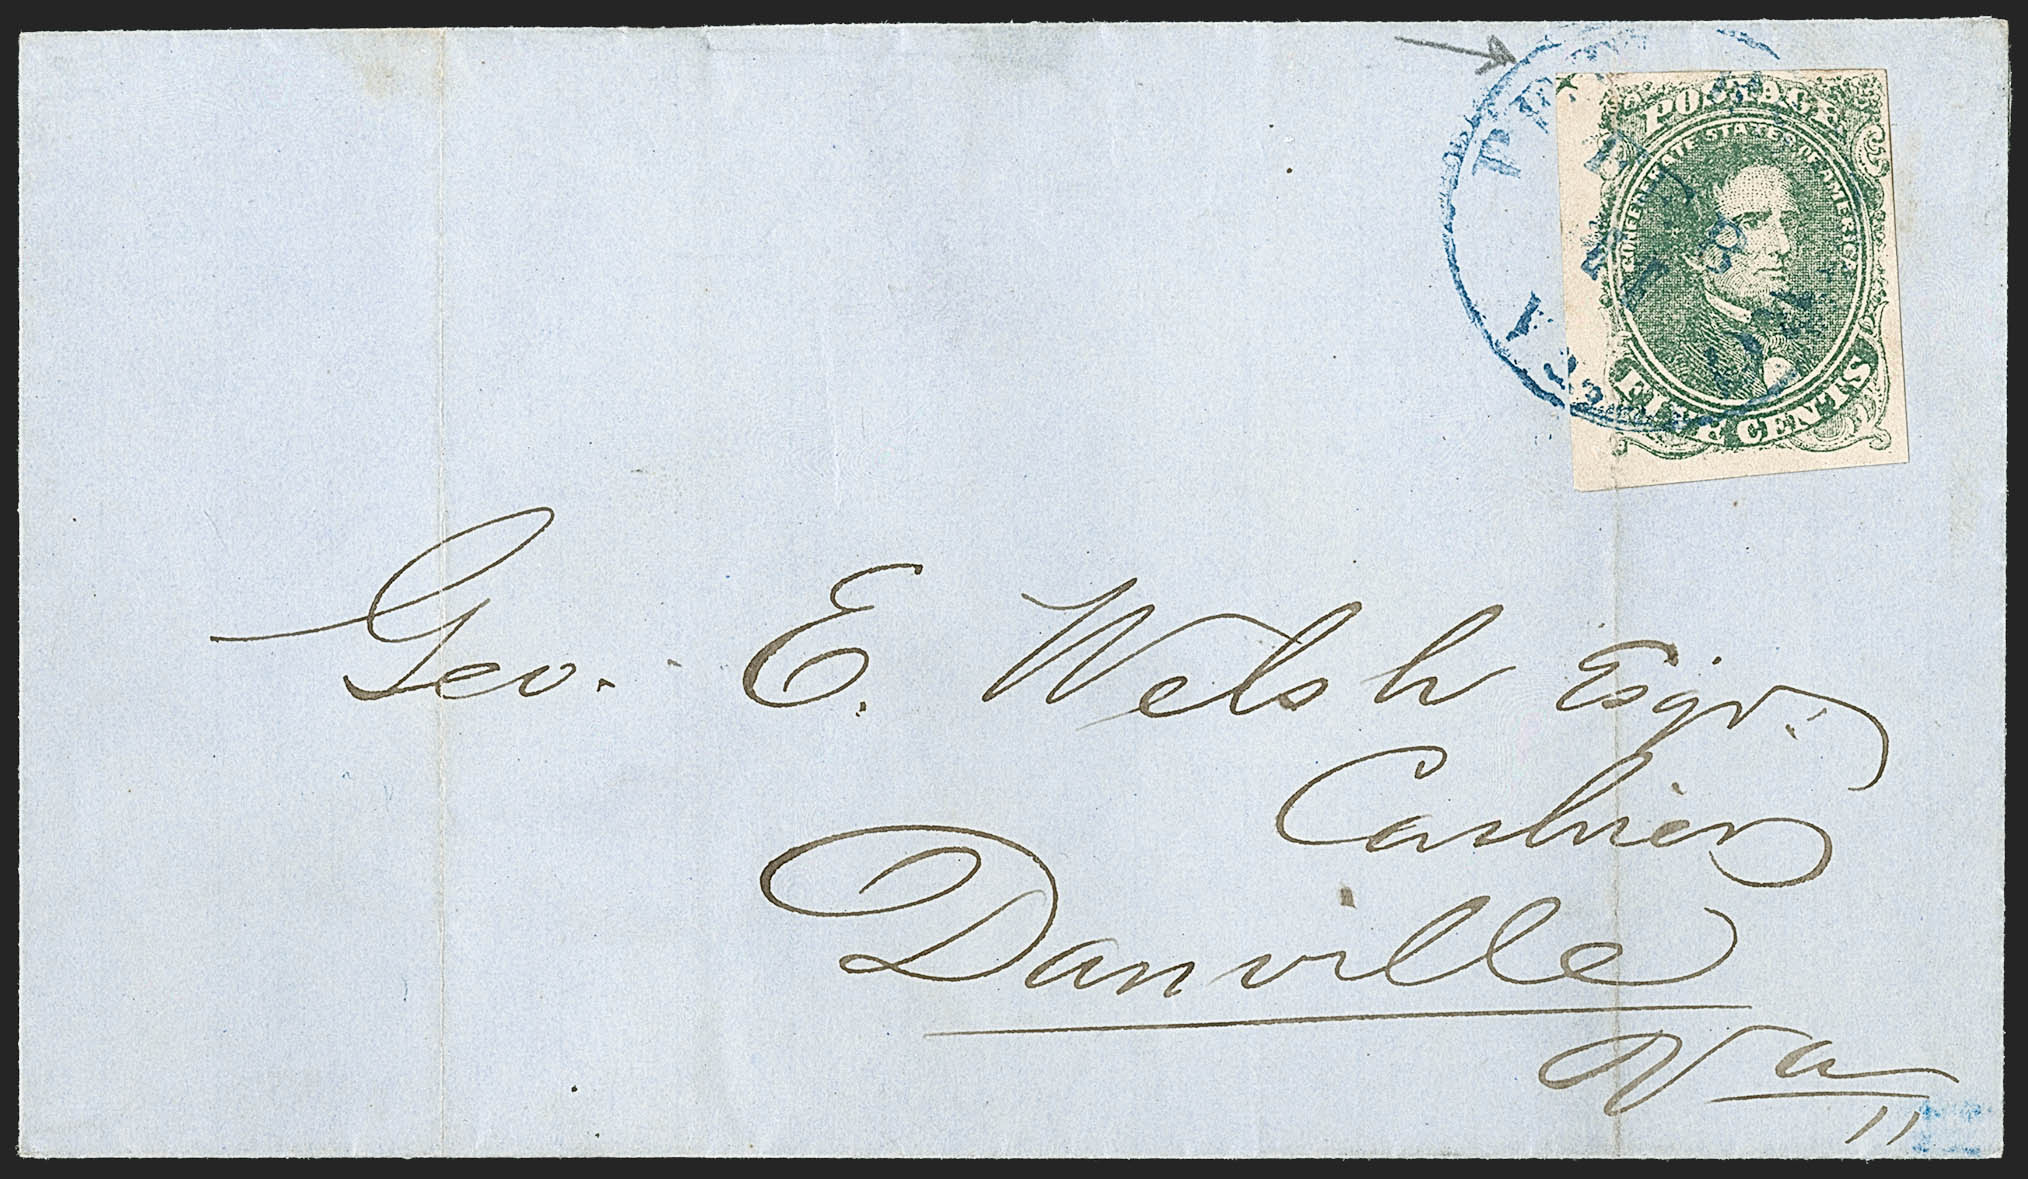 POSTAGE
CONFEDERATE STATES OF AMERICA
FIVE CENTS
Geo. E. Welsh Esqr.
Cashier
Danville
Va